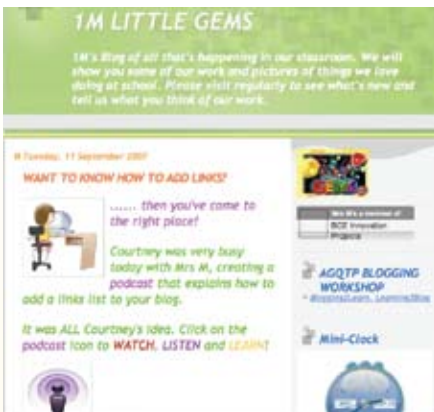 1M LITTLE GEMS
1M's Blog of all that's happening in our classroom. We will
show you some of our work and pictures of things we love
doing at school. Please visit regularly to see what's new and
tell us what you think of our work.
Tuesday, 11 September 2007
WANT TO KNOW HOW TO ADD LINKS?
...... then you've come to
the right place!
Courtney was very busy
today with Mrs M, creating a
podcast that explains how to
add a links list to your blog.
It was ALL Courtney's idea. Click on the
podcast icon to WATCH, LISTEN and LEARN!
GEMS
Mrs M's a member of
Innovation
Projects
AGQTP BLOGGING
WORKSHOP
Mini-Clock